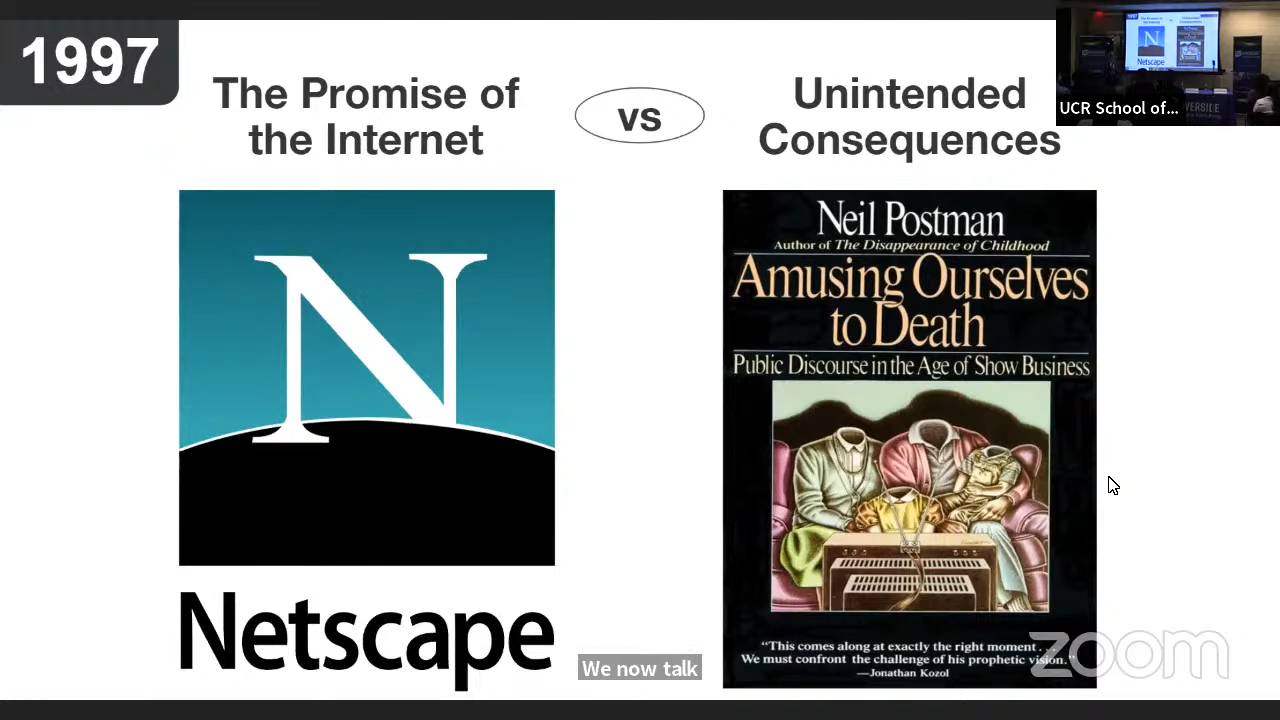 1997
The Promise of
the Internet
vs
Unintended
Consequences
UCR School of...
N
Netscape
Neil Postman
Author of The Disappearance of Childhood
Amusing Ourselves
to Death
Public Discourse in the Age of Show Business
“This comes along at exactly the right moment . . .
We must confront the challenge of his prophetic vision.”
—Jonathan Kozol
We now talk
zoom